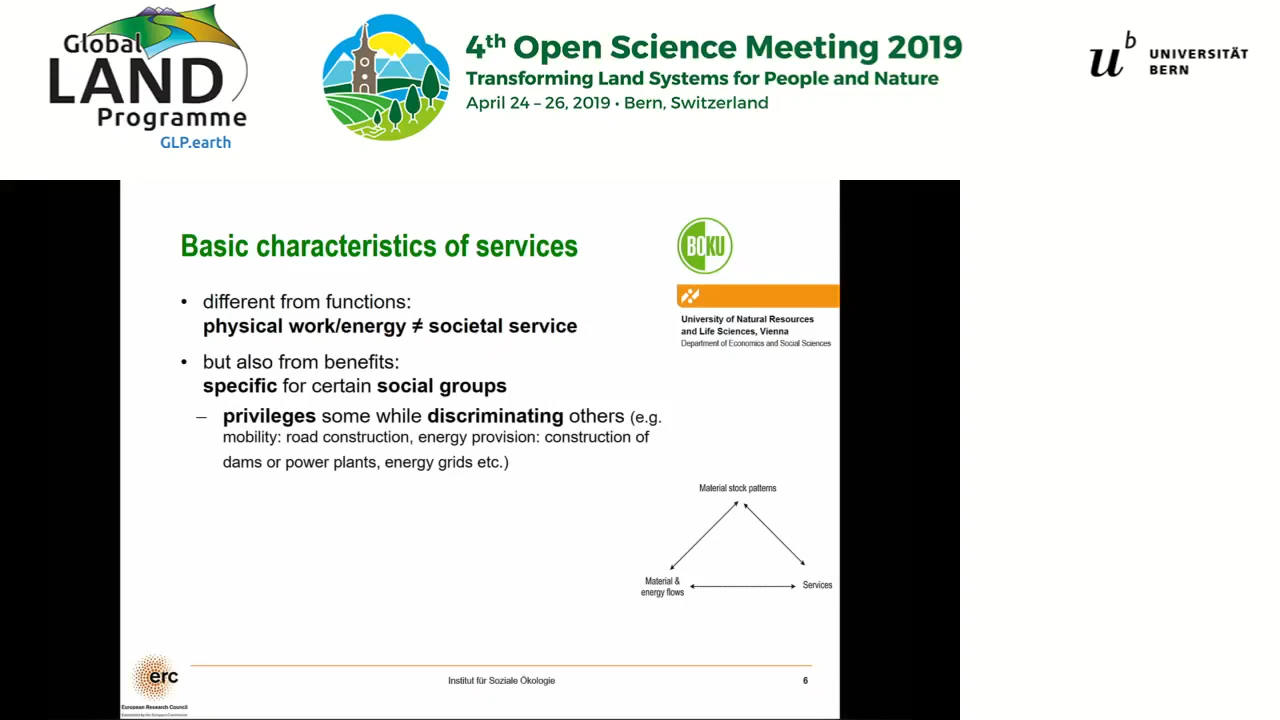 Global
LAND
Programme
GLP.earth
4th Open Science Meeting 2019
Transforming Land Systems for People and Nature
April 24 – 26, 2019 • Bern, Switzerland
u b
UNIVERSITÄT
BERN
Basic characteristics of services
BOKU
University of Natural Resources
and Life Sciences, Vienna
Department of Economics and Social Sciences
• different from functions:
physical work/energy ≠ societal service
• but also from benefits:
specific for certain social groups
– privileges some while discriminating others (e.g.
mobility: road construction, energy provision: construction of
dams or power plants, energy grids etc.)
Material stock patterns
Material &
energy flows
Services
erc
European Research Council
Established by the European Commission
Institut für Soziale Ökologie
6